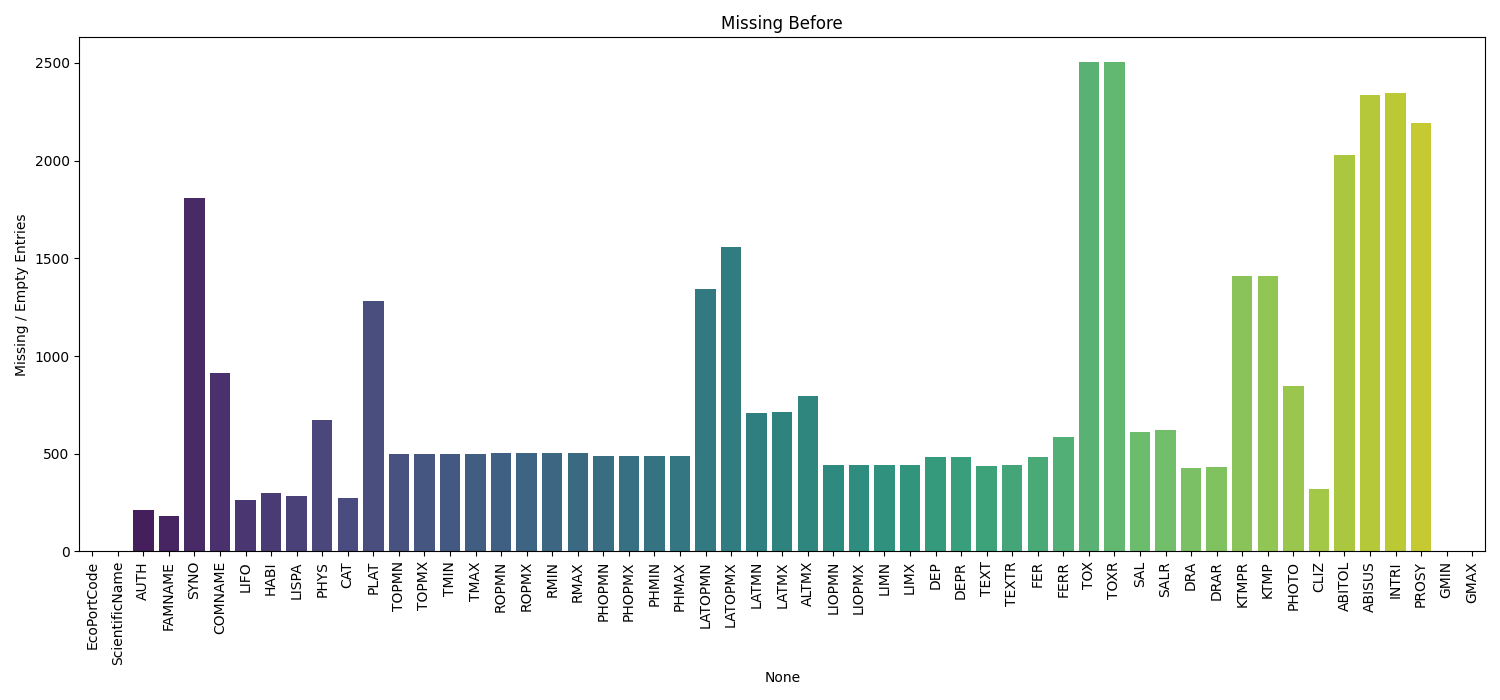 Missing Before
Missing / Empty Entries
2500
2000
1500
1000
500
0
EcoPortCode
ScientificName
AUTH
FAMNAME
SYNO
COMNAME
LIFO
HABI
LISPA
PHYS
CAT
PLAT
TOPMN
TOPMX
TMIN
TMAX
ROPMN
ROPMX
RMIN
RMAX
PHOPMN
PHOPMX
PHMIN
PHMAX
LATOPMN
LATOPMX
LATMN
LATMX
ALTMX
LIOPMN
LIOPMX
LIMN
LIMX
DEP
DEPR
TEXT
TEXTR
FER
FERR
TOX
TOXR
SAL
SALR
DRA
DRAR
KTMPR
KTMP
PHOTO
CLIZ
ABITOL
ABISUS
INTRI
PROSY
GMIN
GMAX
None